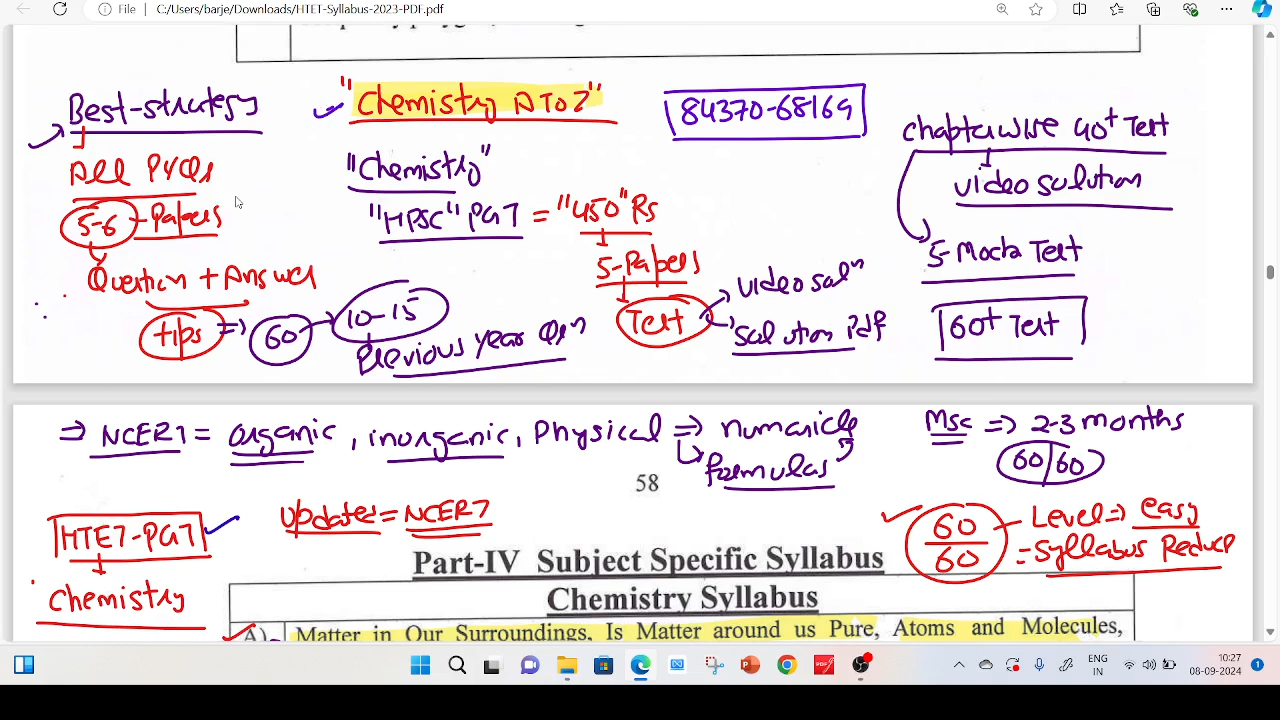 File | C:/Users/barje/Downloads/HTET-Syllabus-2023-PDF.pdf
Best-strategy
All PYQs
5-6 - Papers
Question + Answer
tips => 60 → 10-15
Previous year Qsn
"Chemistry A To Z"
"Chemistry"
"HPSC" PGT = "450" Rs
5-Papers
Test
video soln
solution Pdf
84370-68169
chapterwise 40+ Test
video solution
5-Mock Test
60+ Test
=> NCERT = organic, inorganic, Physical => numaricle
formulas
Msc => 2-3 months
60/60
58
HTET-PGT
Chemistry
Updates = NCERT
60/60 - Level => easy
= Syllabus Reduce
Part-IV Subject Specific Syllabus
Chemistry Syllabus
A) Matter in Our Surroundings, Is Matter around us Pure, Atoms and Molecules,
ENG
IN
10:27
08-09-2024